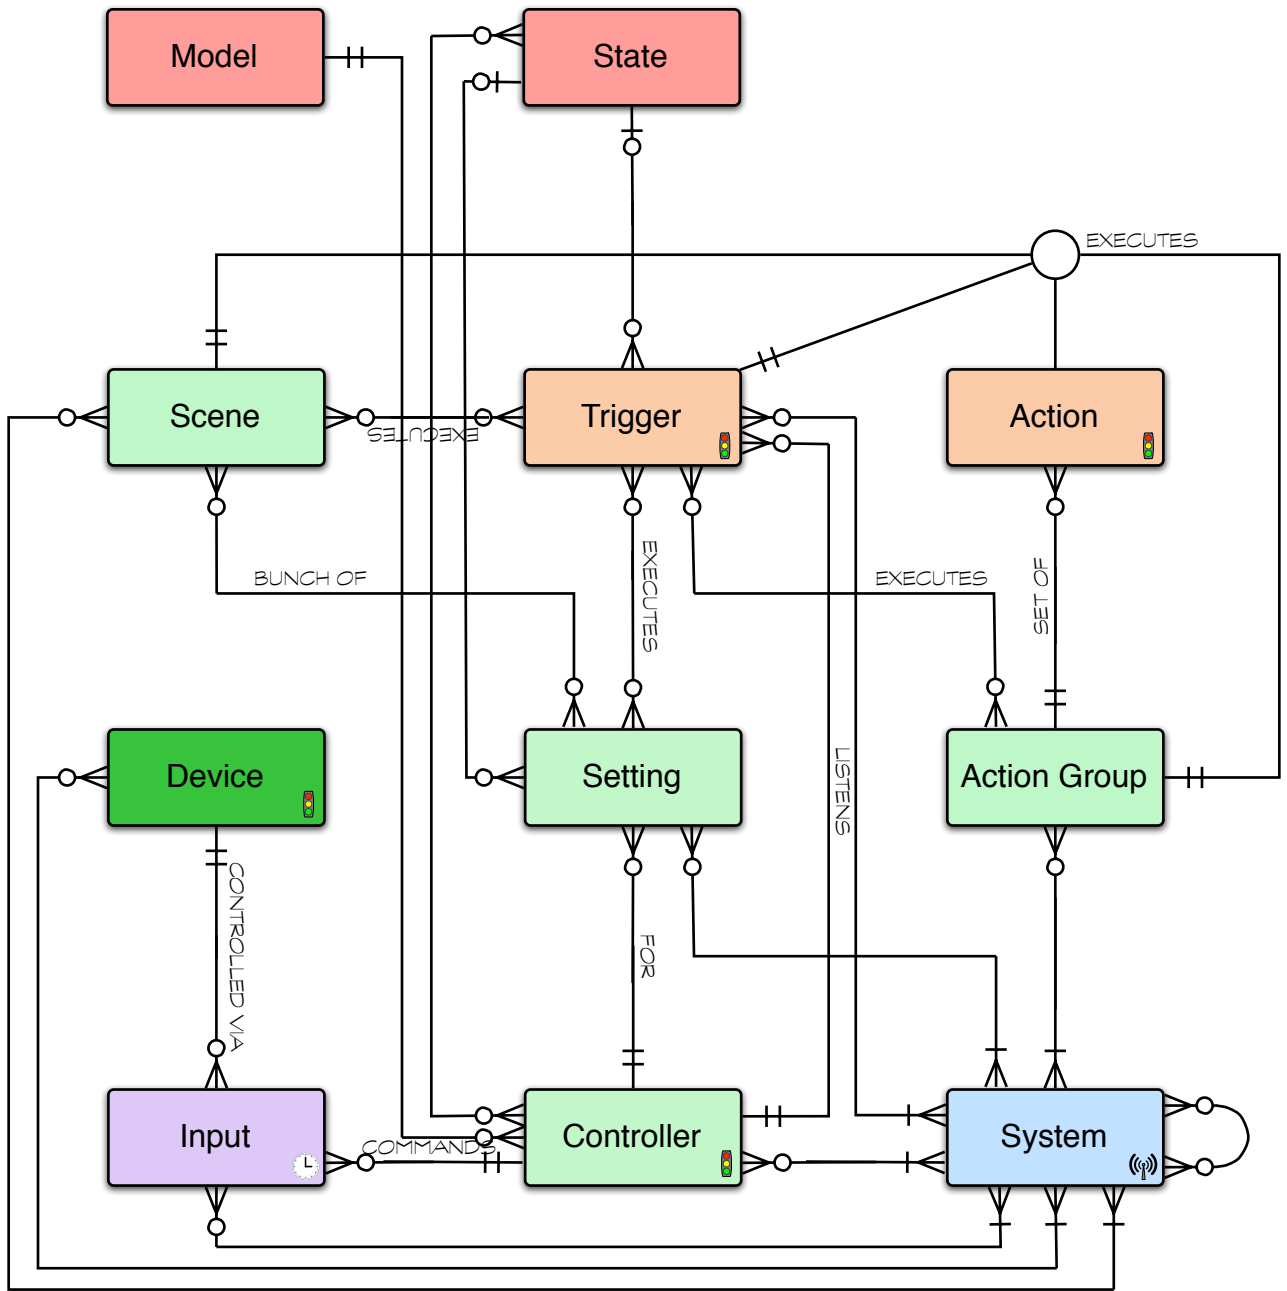 Model
State
EXECUTES
Scene
Trigger
Action
EXECUTES
BUNCH OF
EXECUTES
EXECUTES
SET OF
Device
Setting
Action Group
LISTENS
CONTROLLED VIA
FOR
Input
COMMANDS
Controller
System